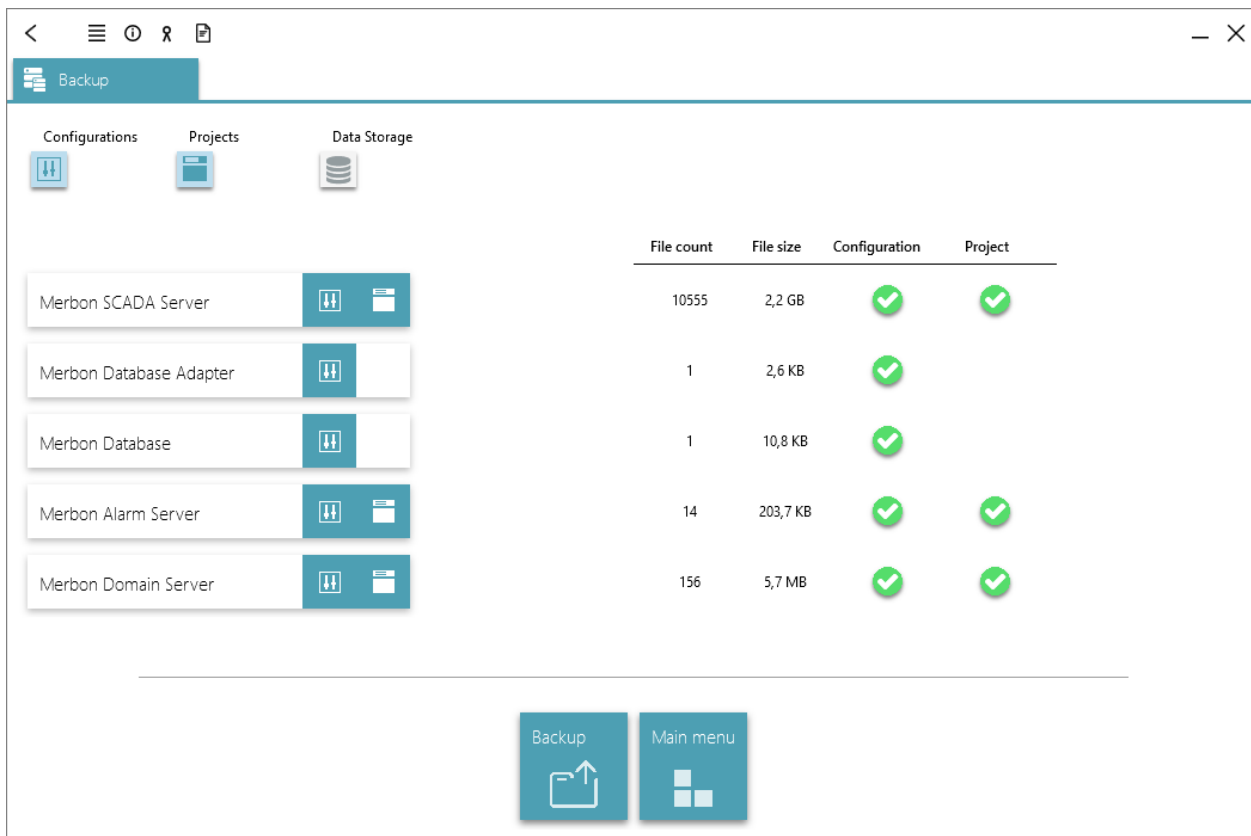 Backup
Configurations Projects Data Storage
File count File size Configuration Project
Merbon SCADA Server 10555 2,2 GB
Merbon Database Adapter 1 2,6 KB
Merbon Database 1 10,8 KB
Merbon Alarm Server 14 203,7 KB
Merbon Domain Server 156 5,7 MB
Backup Main menu